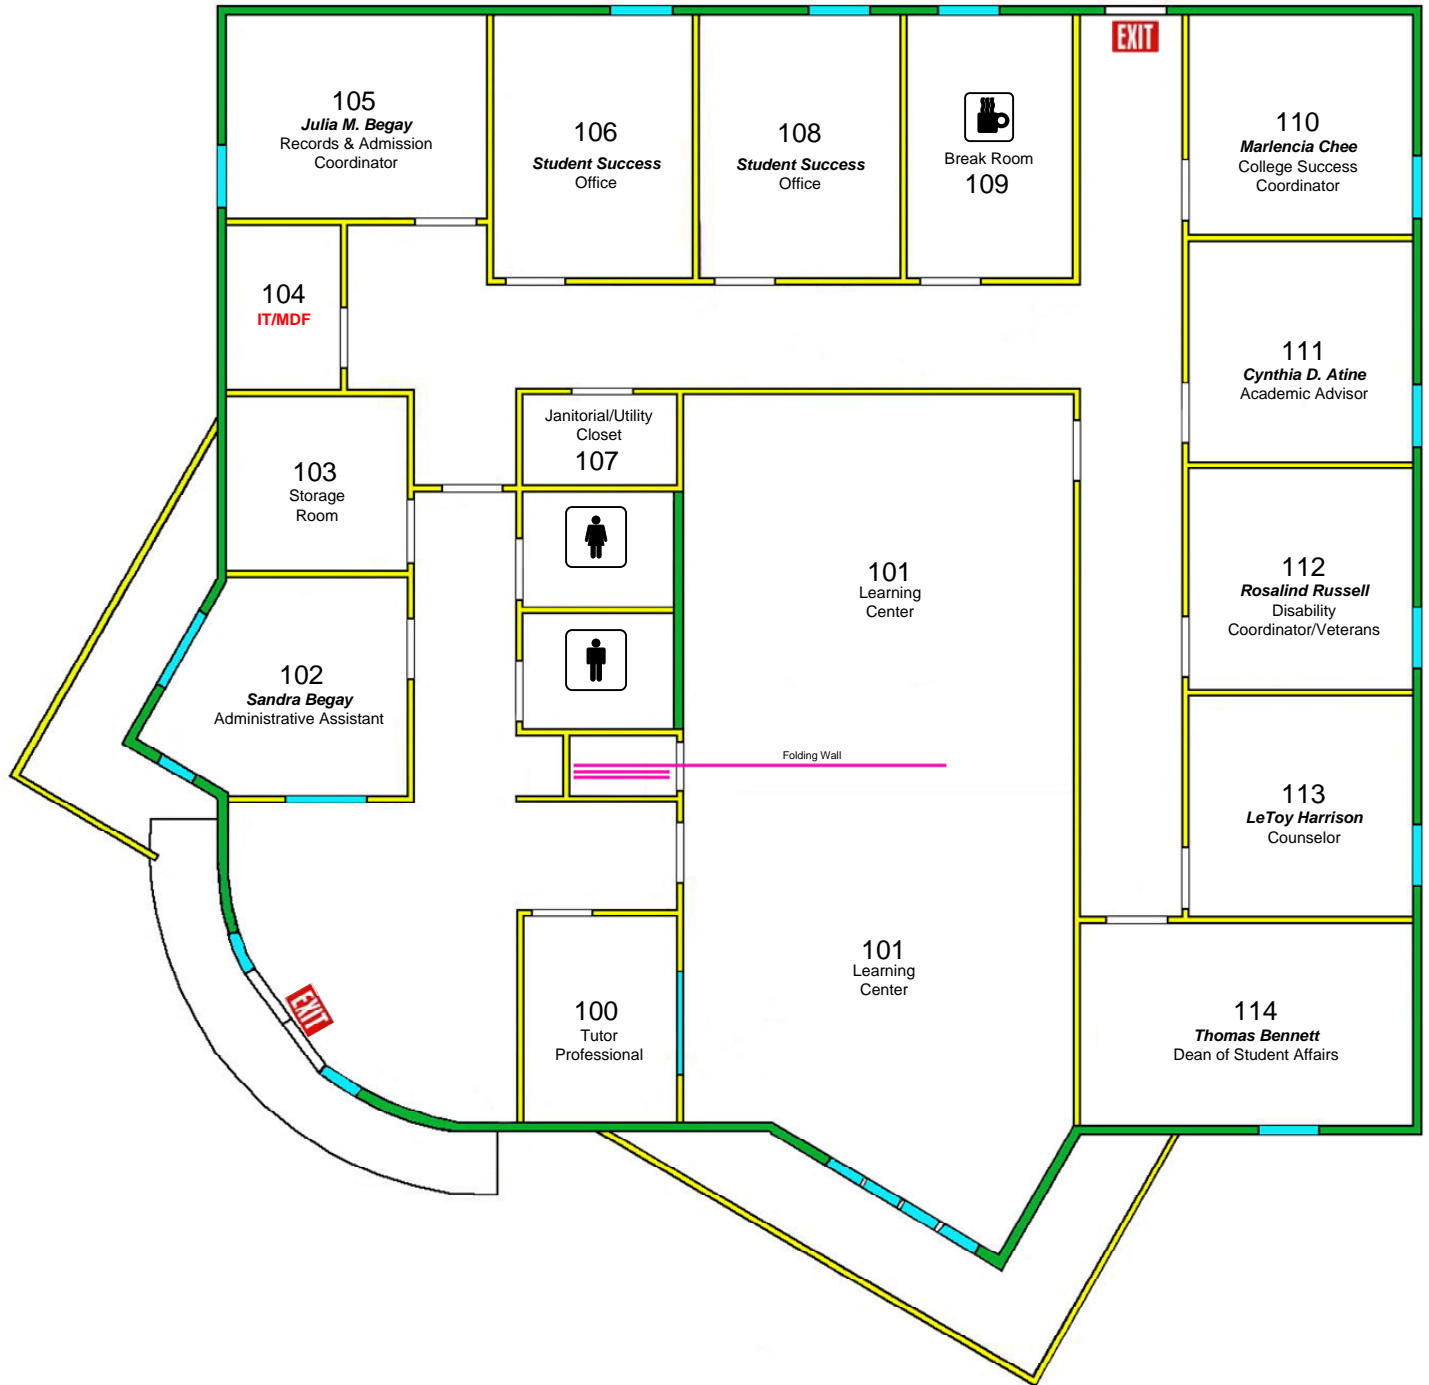 EXIT
105
Julia M. Begay
Records & Admission
Coordinator
106
Student Success
Office
108
Student Success
Office
Break Room
109
110
Marlencia Chee
College Success
Coordinator
104
IT/MDF
111
Cynthia D. Atine
Academic Advisor
Janitorial/Utility
Closet
107
103
Storage
Room
101
Learning
Center
112
Rosalind Russell
Disability
Coordinator/Veterans
102
Sandra Begay
Administrative Assistant
Folding Wall
113
LeToy Harrison
Counselor
101
Learning
Center
EXIT
100
Tutor
Professional
114
Thomas Bennett
Dean of Student Affairs